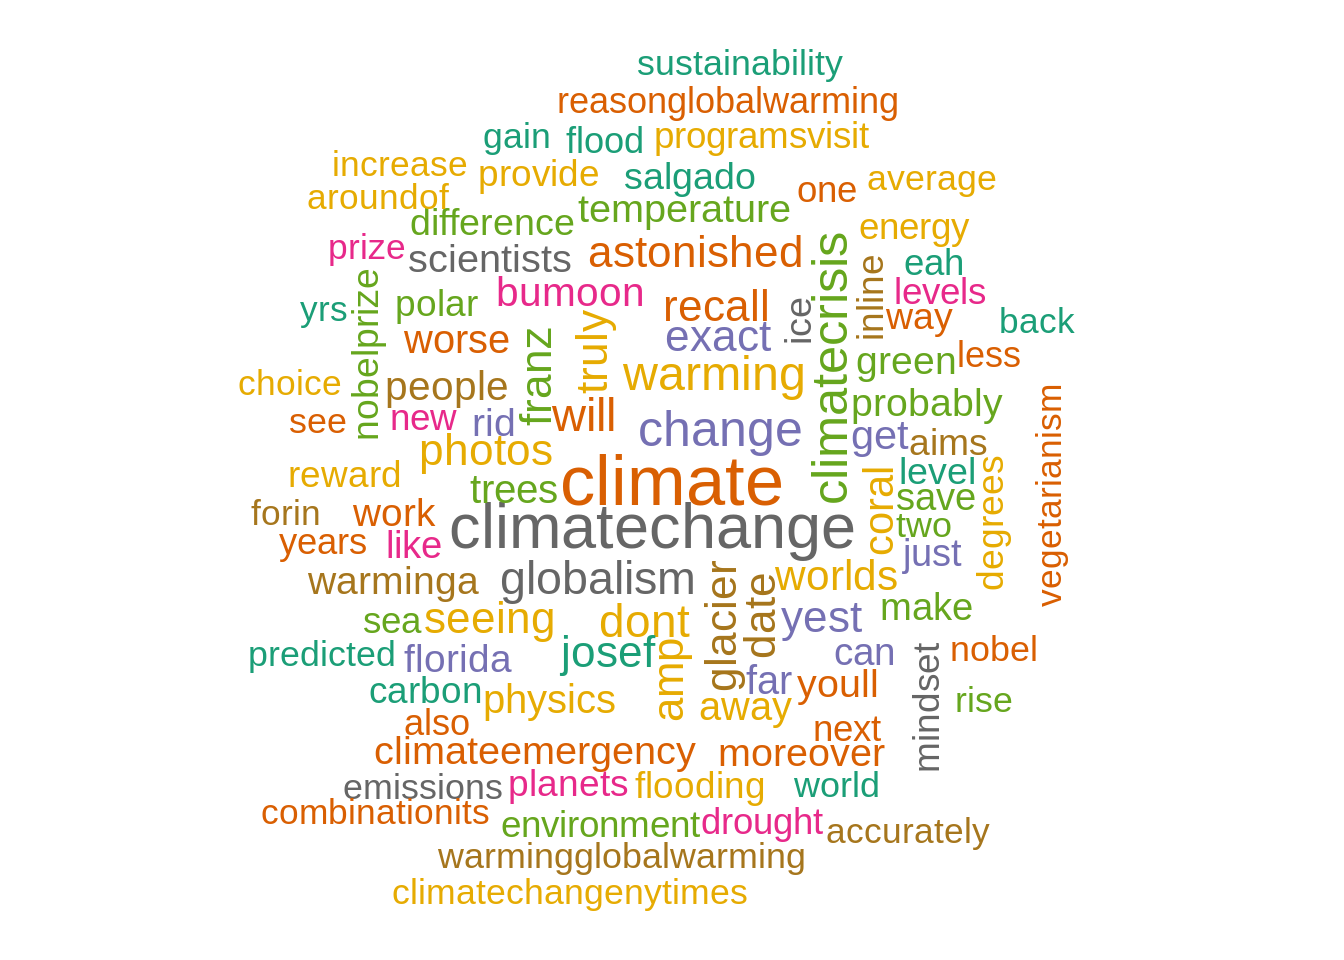 sustainability
reasonglobalwarming
gain flood programsvisit
increase provide salgado one average
aroundof difference temperature energy
prize scientists astonished climatecrisis inline eah
nobelprize bumoon levels
yrs polar recall ice way back
worse franz truly exact green less
choice people warming probably vegetarianism
see new rid will change get aims
photos coral level degrees
reward trees climate save
forin work climatechange two
years like just
warminga globalism glacier date worlds
sea seeing dont yest make
predicted florida josef amp far can mindset nobel
carbon physics away youll rise
also next
climateemergency moreover
emissions planets flooding world
combinationits environment drought accurately
warmingglobalwarming
climatechangenytimes